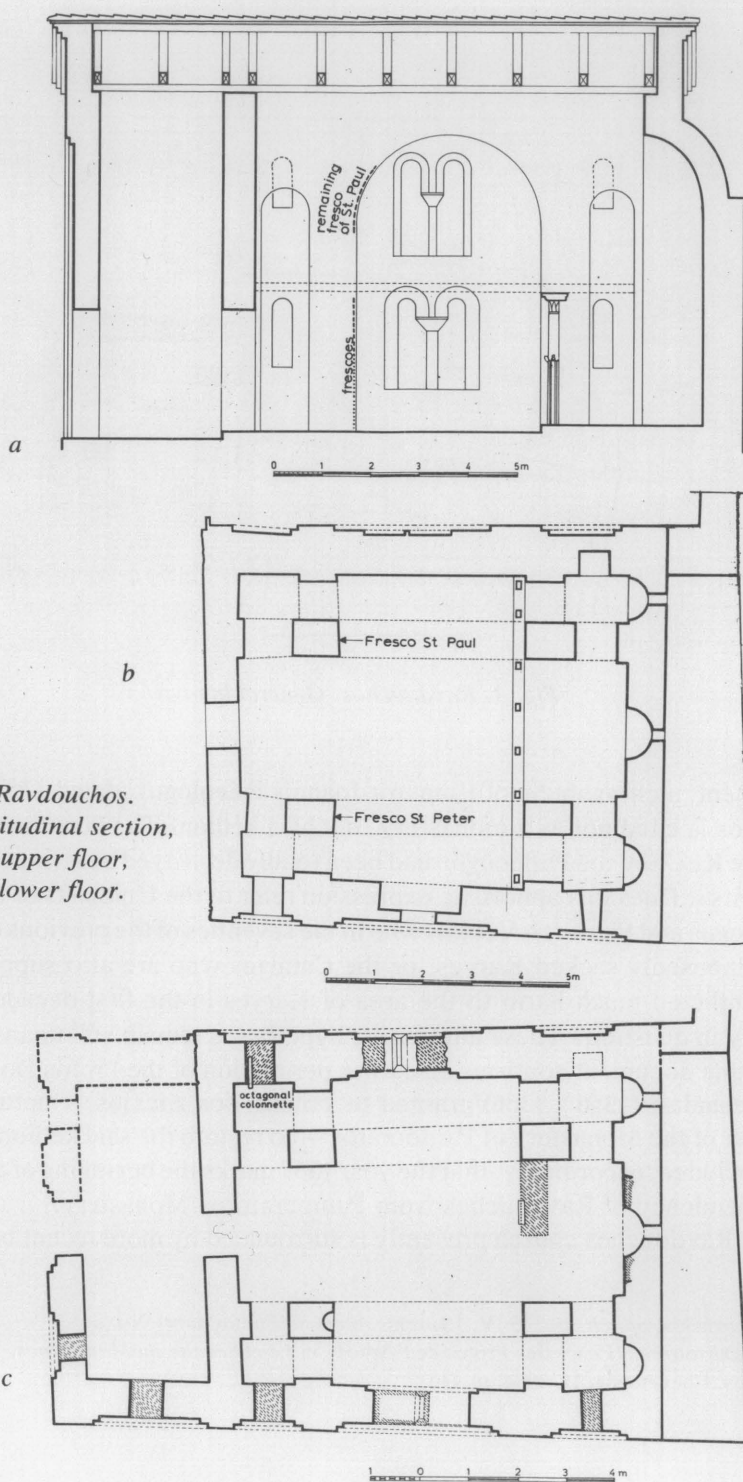 remaining
fresco
of St. Paul
frescoes
a
0 1 2 3 4 5m
b
Fresco St Paul
Fresco St Peter
Ravdouchos.
itudinal section,
upper floor,
lower floor.
0 1 2 3 4 5m
octagonal
colonnette
c
1 0 1 2 3 4m